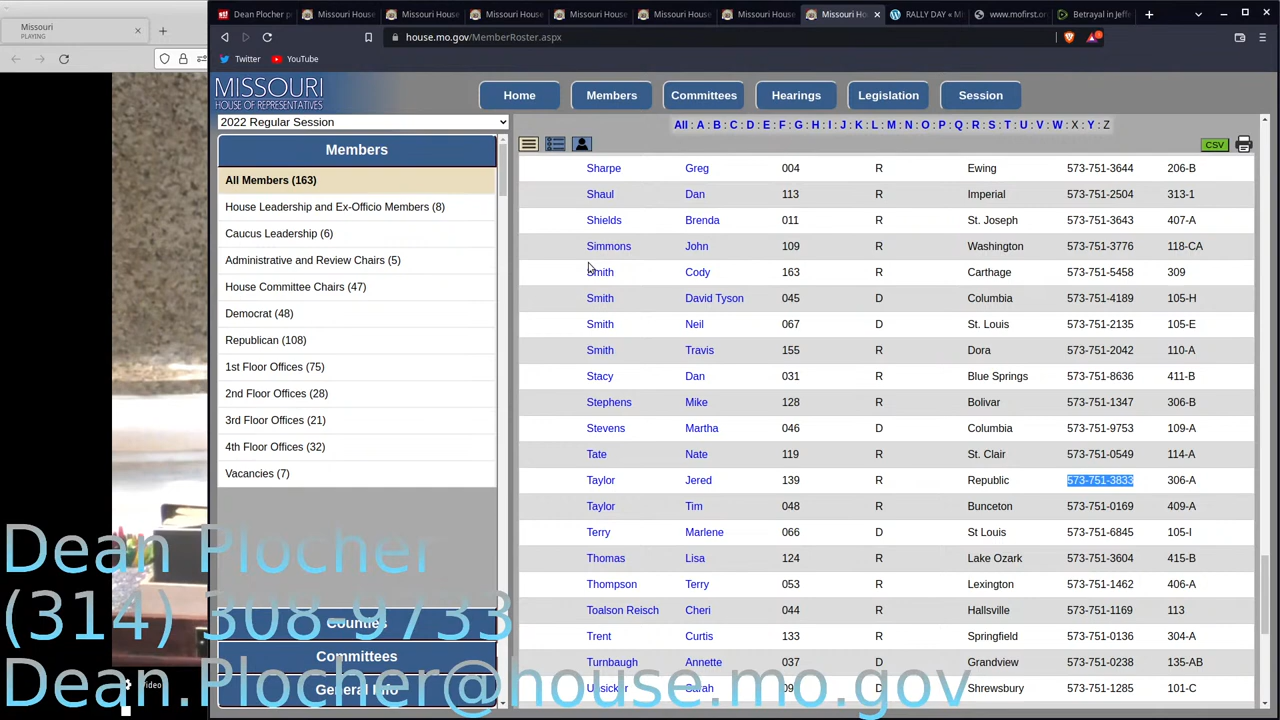 Missouri
PLAYING
Dean Plocher p
Missouri House
Missouri House
Missouri House
Missouri House
Missouri House
Missouri House
Missouri Ho
RALLY DAY « M
www.mofirst.org
Betrayal in Jeff
house.mo.gov/MemberRoster.aspx
Twitter
YouTube
MISSOURI
HOUSE OF REPRESENTATIVES
Home Members Committees Hearings Legislation Session
2022 Regular Session
All : A : B : C : D : E : F : G : H : I : J : K : L : M : N : O : P : Q : R : S : T : U : V : W : X : Y : Z
CSV
Members
All Members (163)
House Leadership and Ex-Officio Members (8)
Caucus Leadership (6)
Administrative and Review Chairs (5)
House Committee Chairs (47)
Democrat (48)
Republican (108)
1st Floor Offices (75)
2nd Floor Offices (28)
3rd Floor Offices (21)
4th Floor Offices (32)
Vacancies (7)
Counties
Committees
General Info
Sharpe Greg 004 R Ewing 573-751-3644 206-B
Shaul Dan 113 R Imperial 573-751-2504 313-1
Shields Brenda 011 R St. Joseph 573-751-3643 407-A
Simmons John 109 R Washington 573-751-3776 118-CA
Smith Cody 163 R Carthage 573-751-5458 309
Smith David Tyson 045 D Columbia 573-751-4189 105-H
Smith Neil 067 D St. Louis 573-751-2135 105-E
Smith Travis 155 R Dora 573-751-2042 110-A
Stacy Dan 031 R Blue Springs 573-751-8636 411-B
Stephens Mike 128 R Bolivar 573-751-1347 306-B
Stevens Martha 046 D Columbia 573-751-9753 109-A
Tate Nate 119 R St. Clair 573-751-0549 114-A
Taylor Jered 139 R Republic 573-751-3833 306-A
Taylor Tim 048 R Bunceton 573-751-0169 409-A
Terry Marlene 066 D St Louis 573-751-6845 105-I
Thomas Lisa 124 R Lake Ozark 573-751-3604 415-B
Thompson Terry 053 R Lexington 573-751-1462 406-A
Toalson Reisch Cheri 044 R Hallsville 573-751-1169 113
Trent Curtis 133 R Springfield 573-751-0136 304-A
Turnbaugh Annette 037 D Grandview 573-751-0238 135-AB
Unsicker Sarah D Shrewsbury 573-751-1285 101-C
Video
Dean Plocher
(314) 308-9733
Dean.Plocher@house.mo.gov